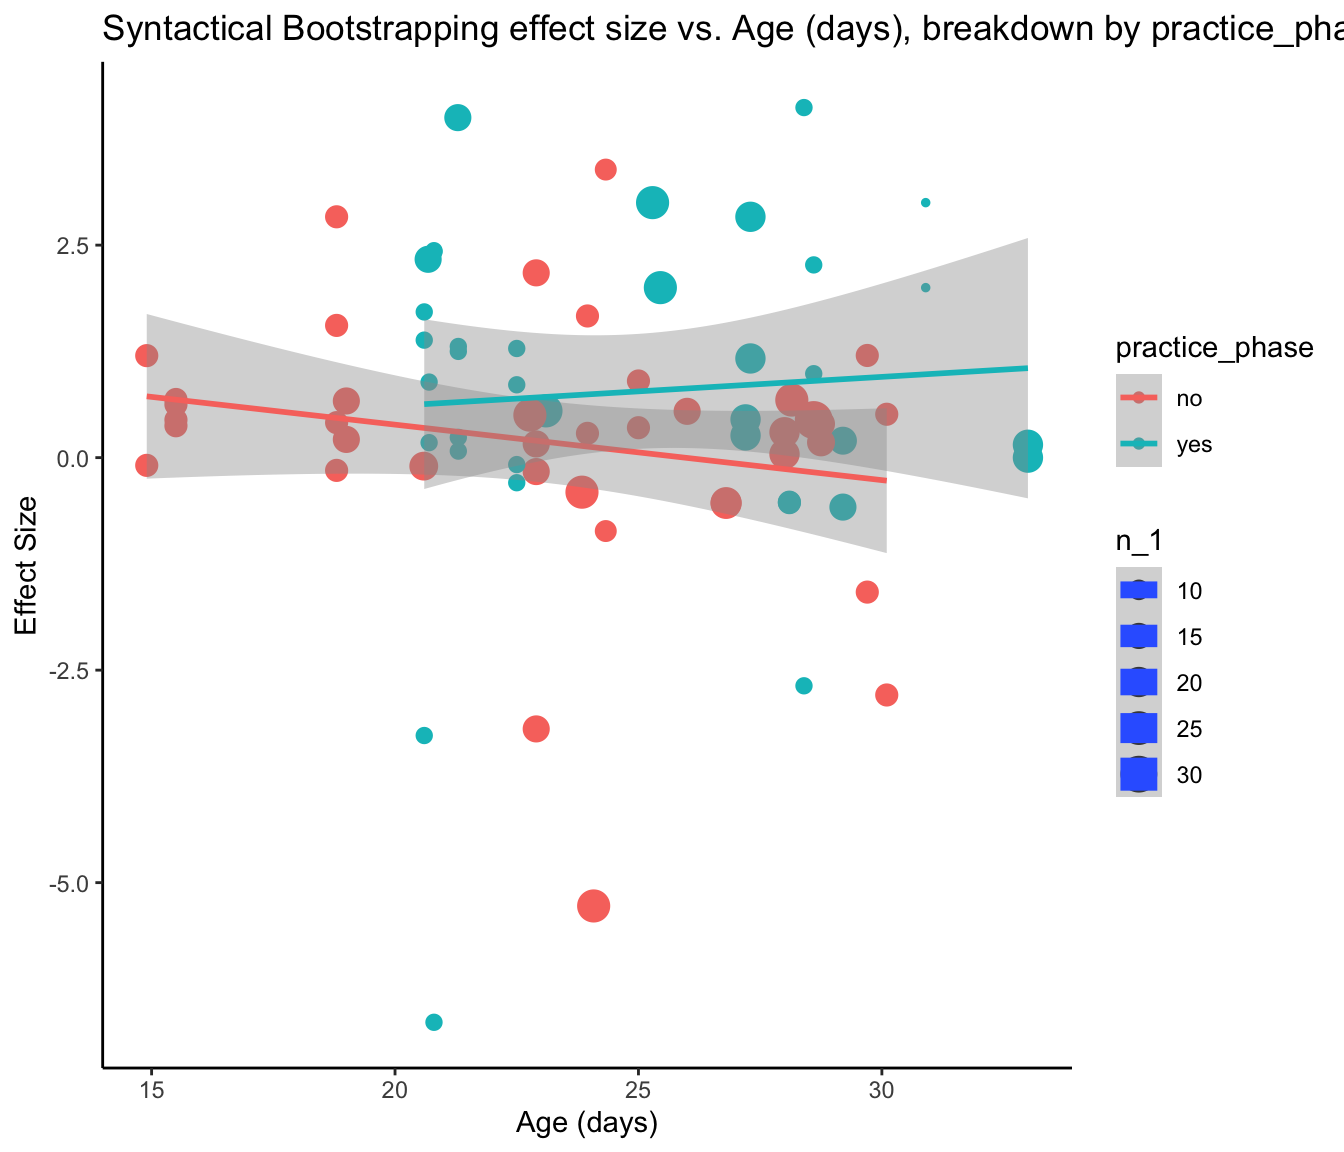 Syntactical Bootstrapping effect size vs. Age (days), breakdown by practice_pha
2.5
0.0
-2.5
-5.0
Effect Size
15 20 25 30
Age (days)
practice_phase
no
yes
n_1
10
15
20
25
30